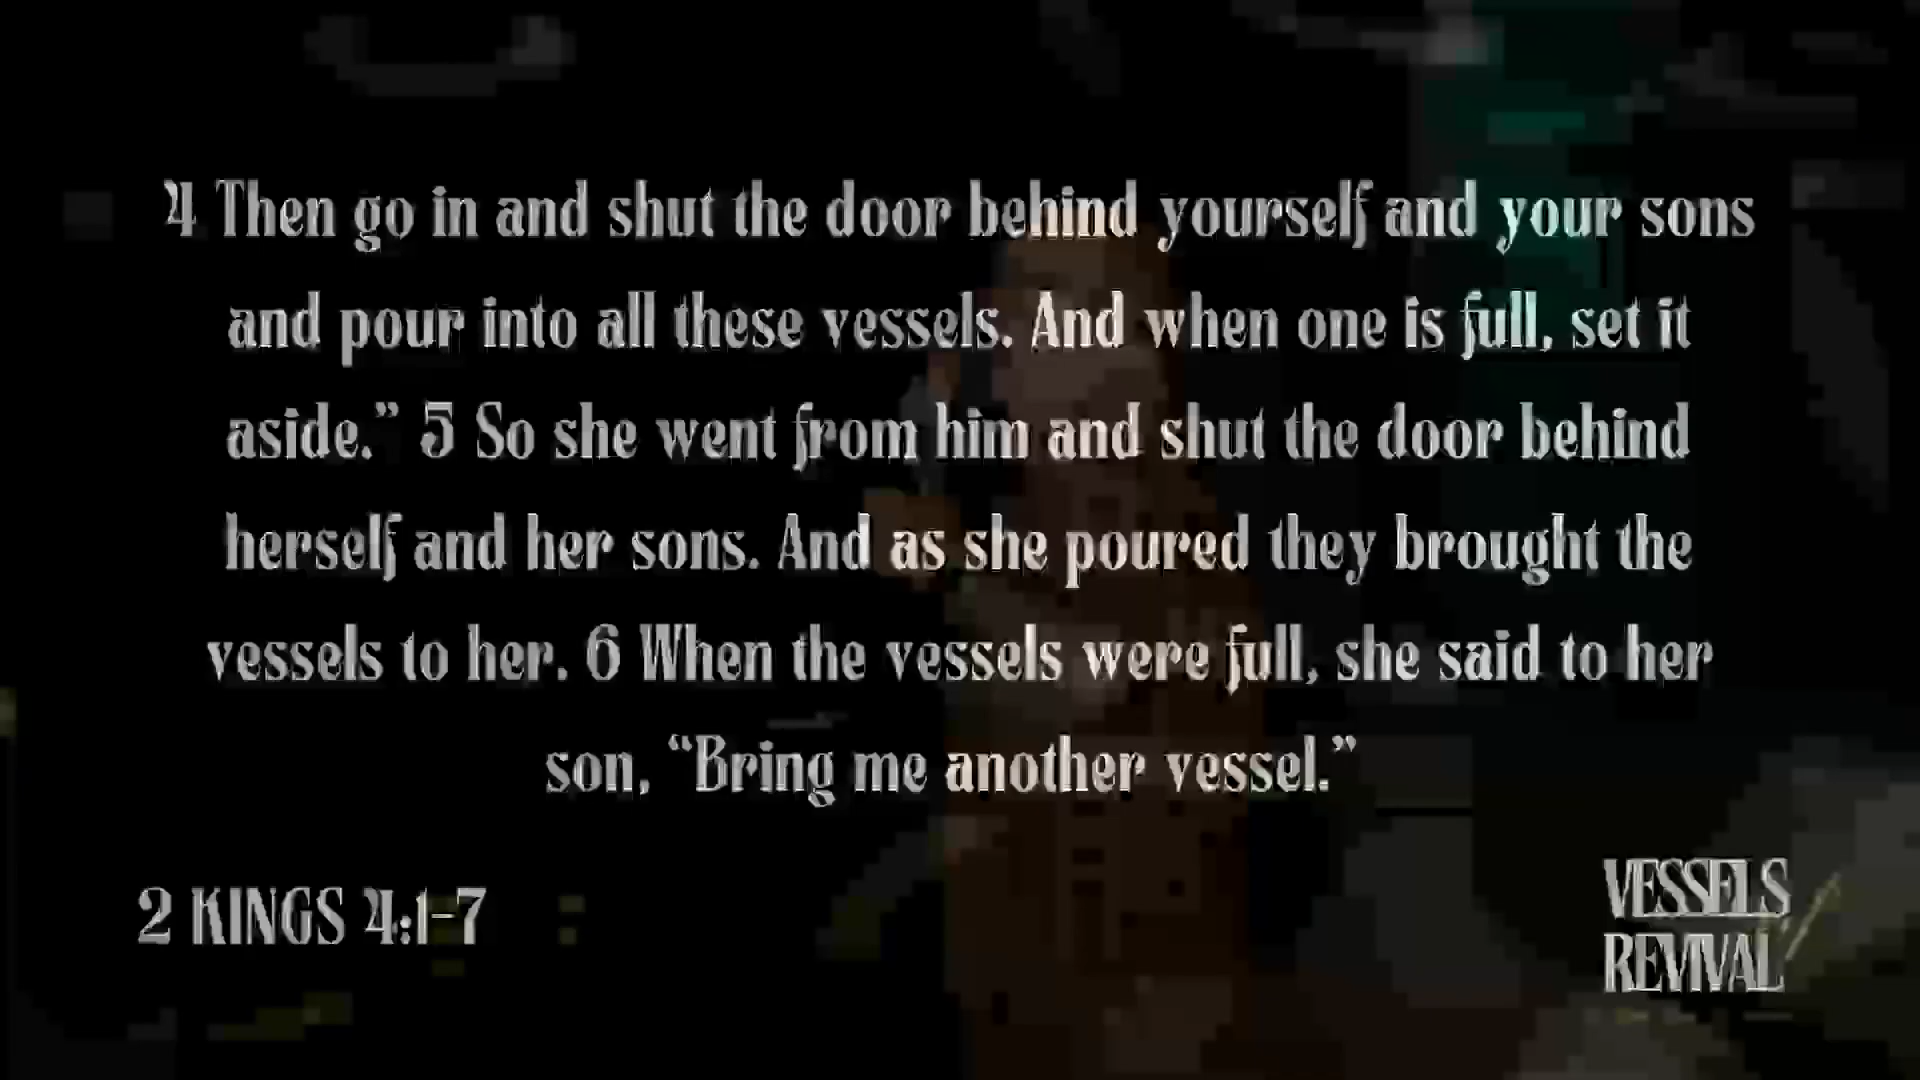 4 Then go in and shut the door behind yourself and your sons
and pour into all these vessels. And when one is full, set it
aside.” 5 So she went from him and shut the door behind
herself and her sons. And as she poured they brought the
vessels to her. 6 When the vessels were full, she said to her
son, “Bring me another vessel.”
2 KINGS 4:1-7
VESSELS
REVIVAL